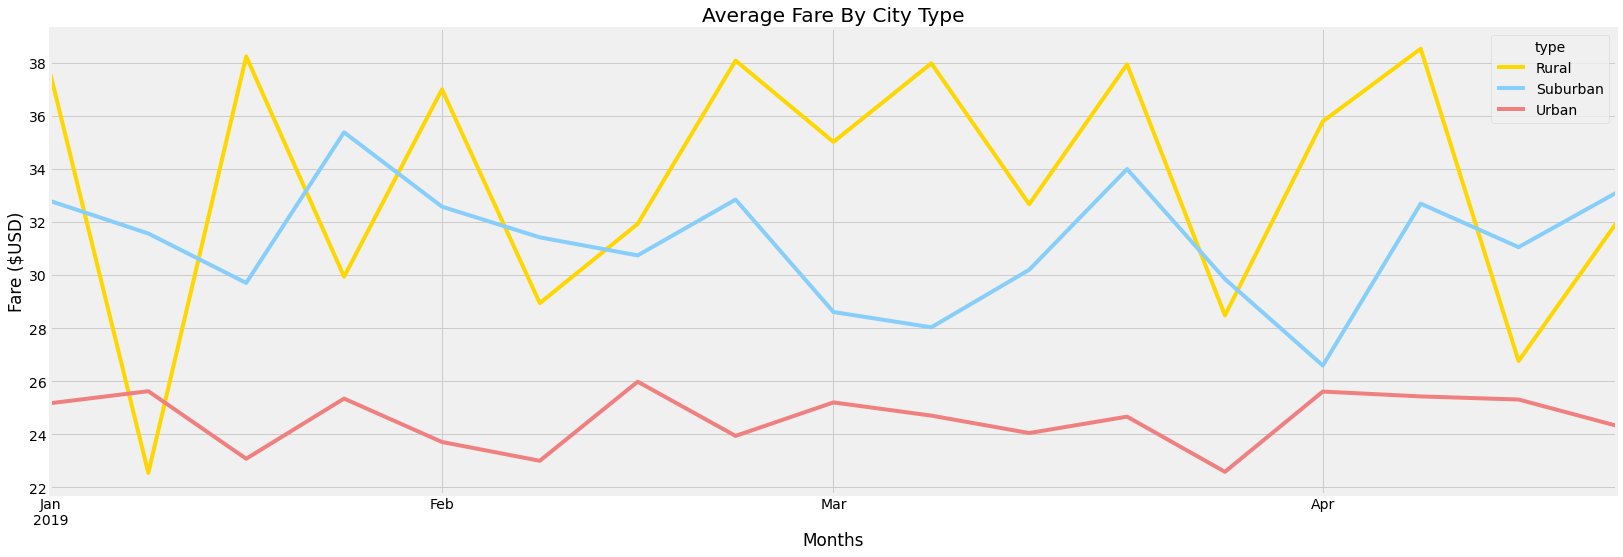 Average Fare By City Type
type
Rural
Suburban
Urban
Fare ($USD)
38
36
34
32
30
28
26
24
22
Jan Feb Mar Apr
2019
Months